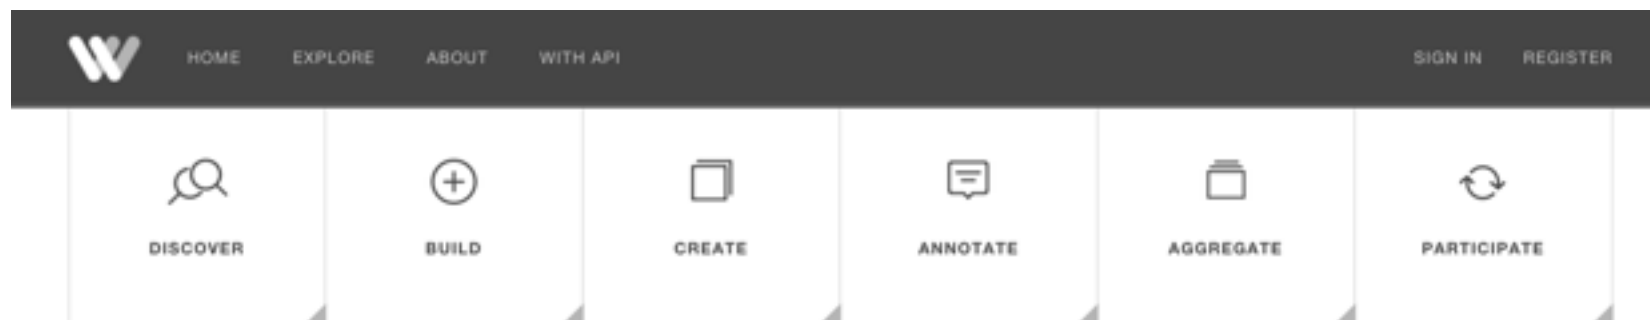 HOME EXPLORE ABOUT WITH API SIGN IN REGISTER
DISCOVER BUILD CREATE ANNOTATE AGGREGATE PARTICIPATE